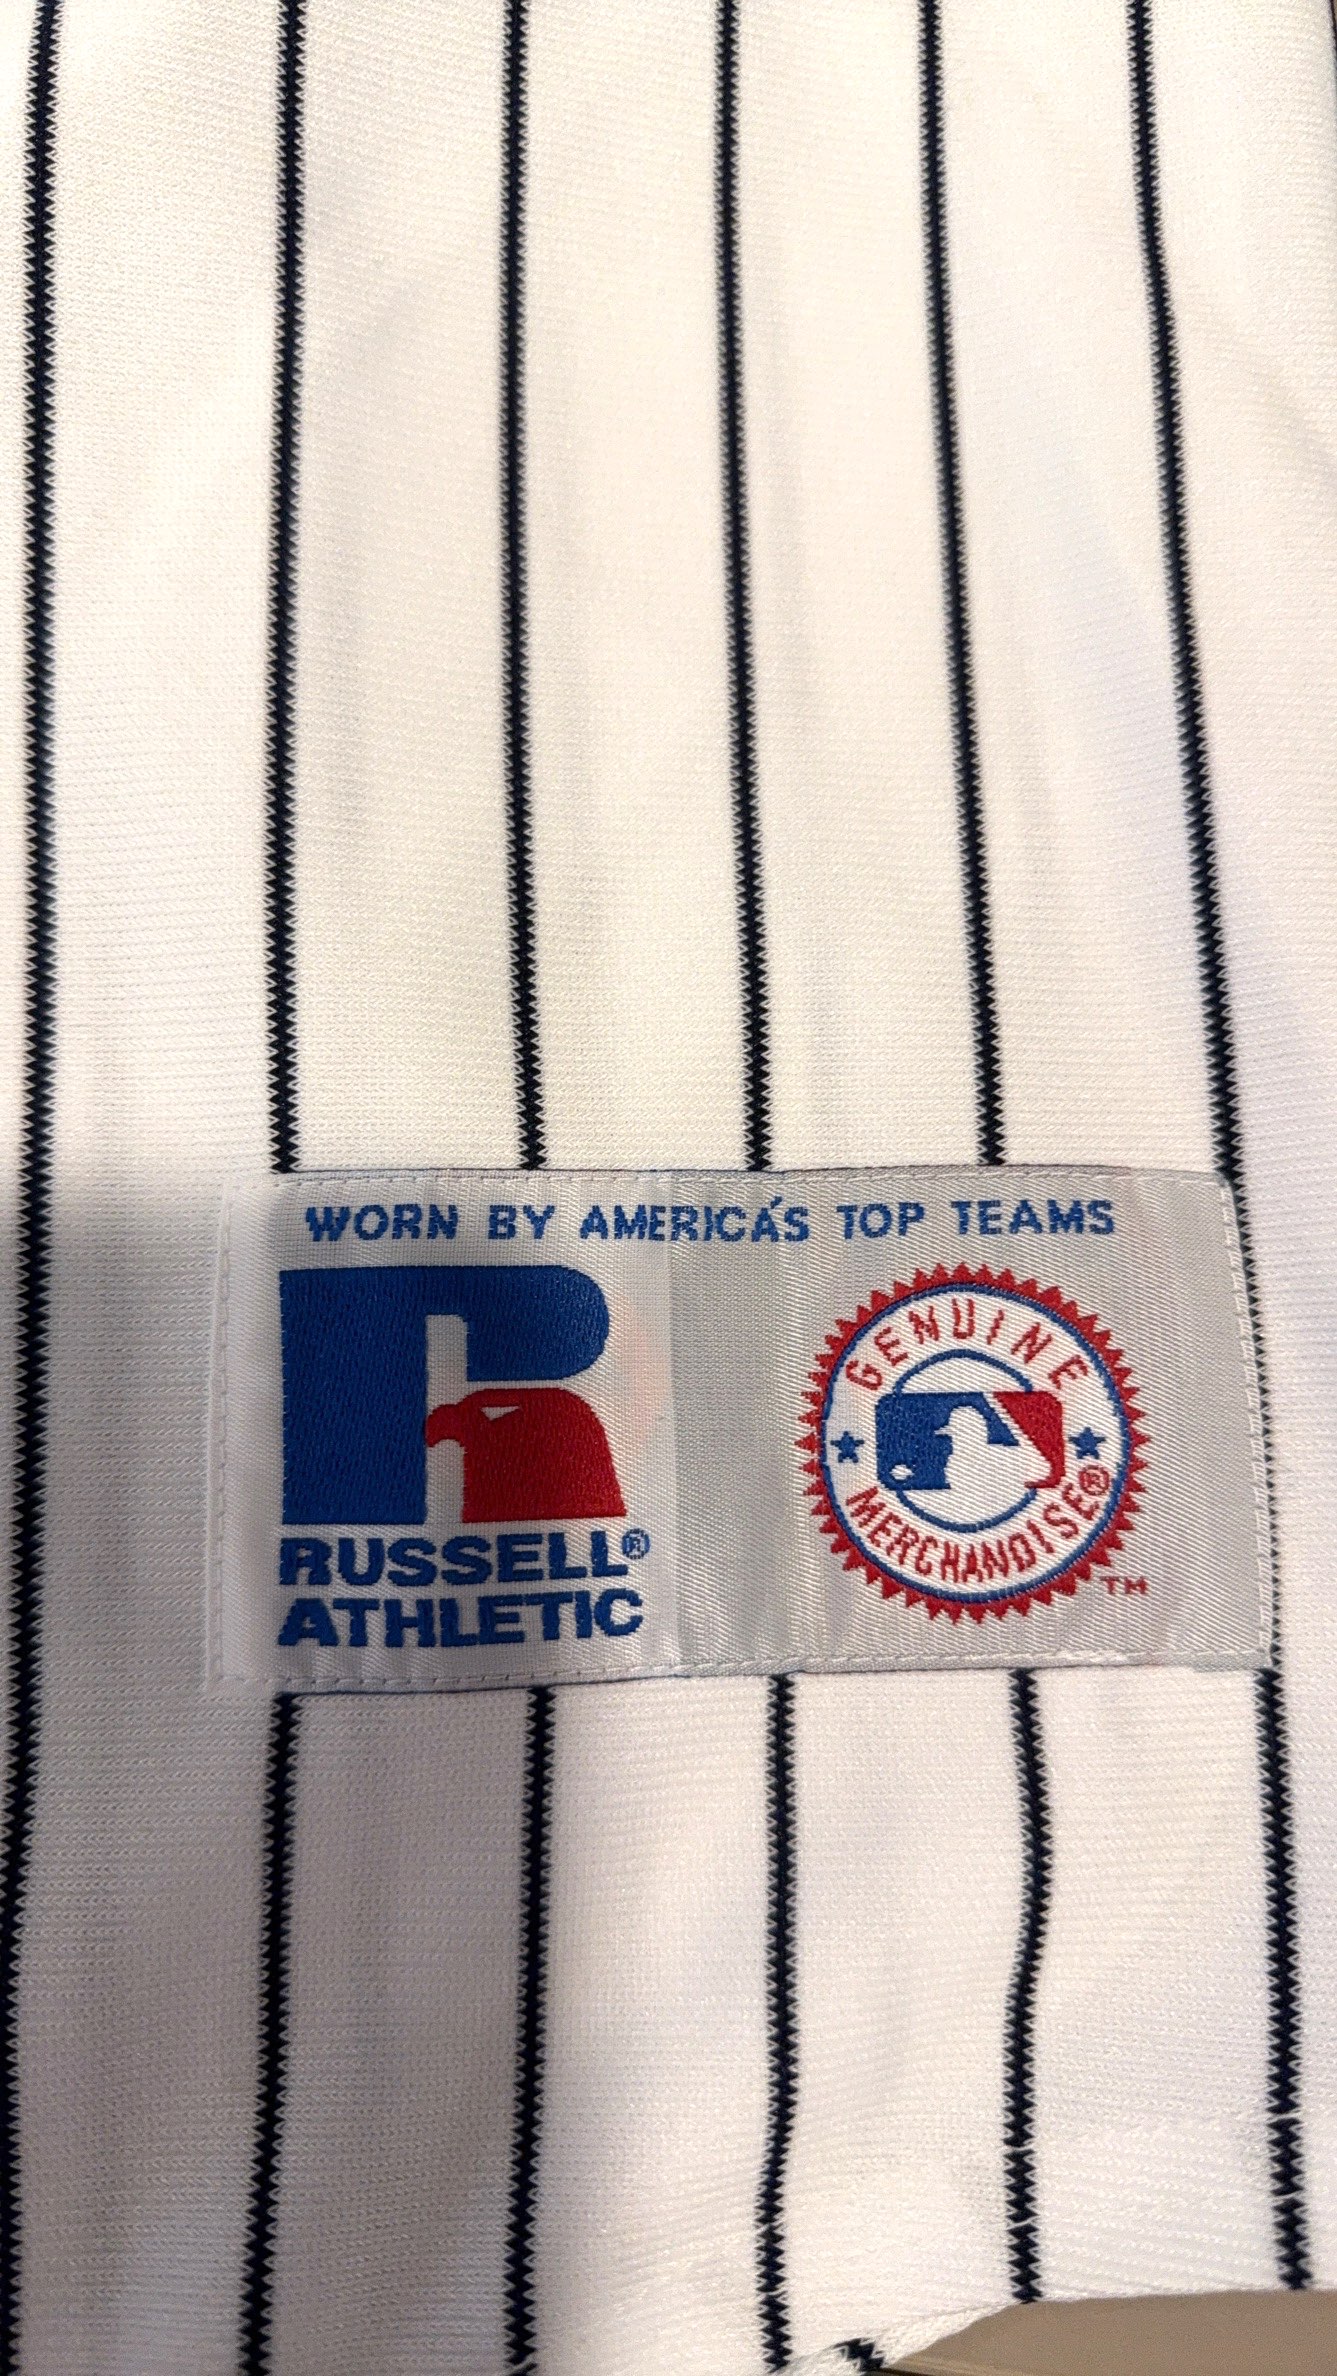 WORN BY AMERICA'S TOP TEAMS
RUSSELL®
ATHLETIC
GENUINE
MERCHANDISE®
TM